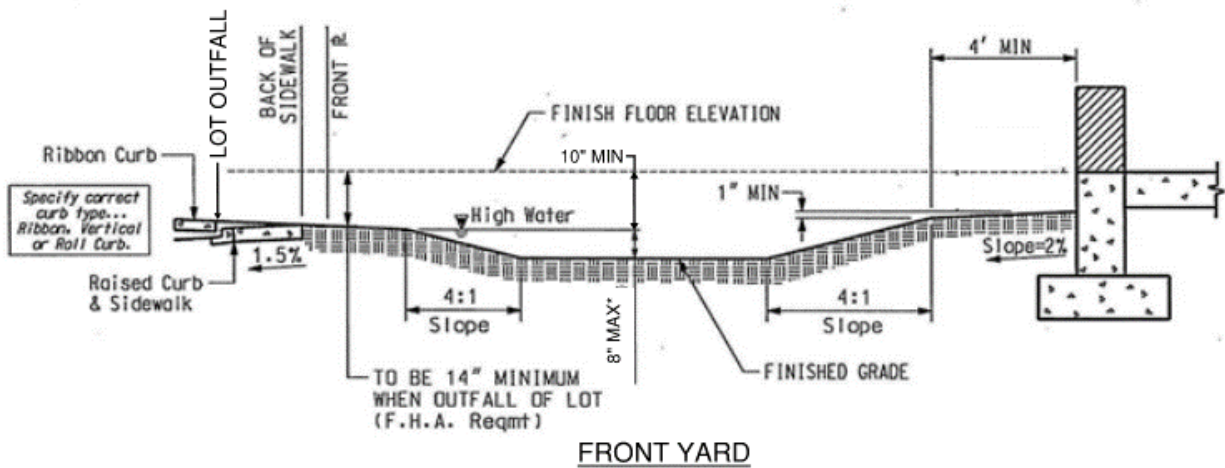 LOT OUTFALL
BACK OF
SIDEWALK
FRONT ⅊
4' MIN
FINISH FLOOR ELEVATION
Ribbon Curb
10" MIN
1" MIN
Specify correct
curb type...
Ribbon, Vertical
or Roll Curb.
High Water
1.5%
Slope=2%
Raised Curb
& Sidewalk
4:1
Slope
8" MAX"
4:1
Slope
TO BE 14" MINIMUM
WHEN OUTFALL OF LOT
(F.H.A. Reqmt)
FINISHED GRADE
FRONT YARD